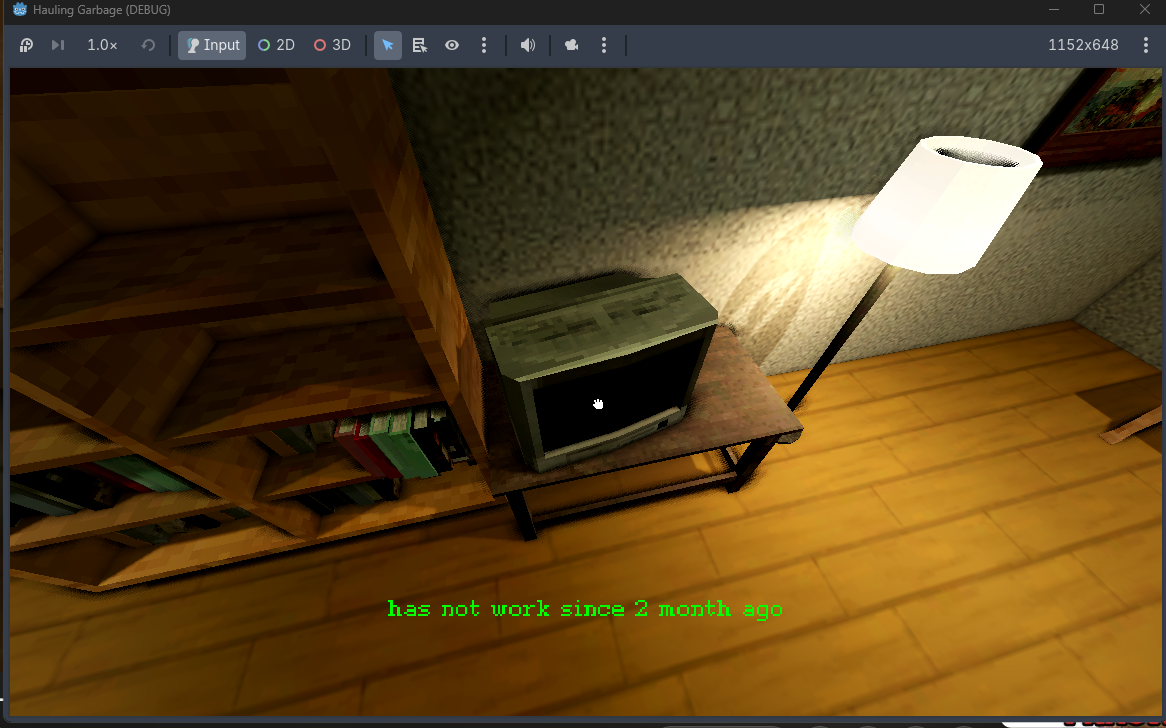 Hauling Garbage (DEBUG)
1.0× Input 2D 3D 1152x648
has not work since 2 month ago